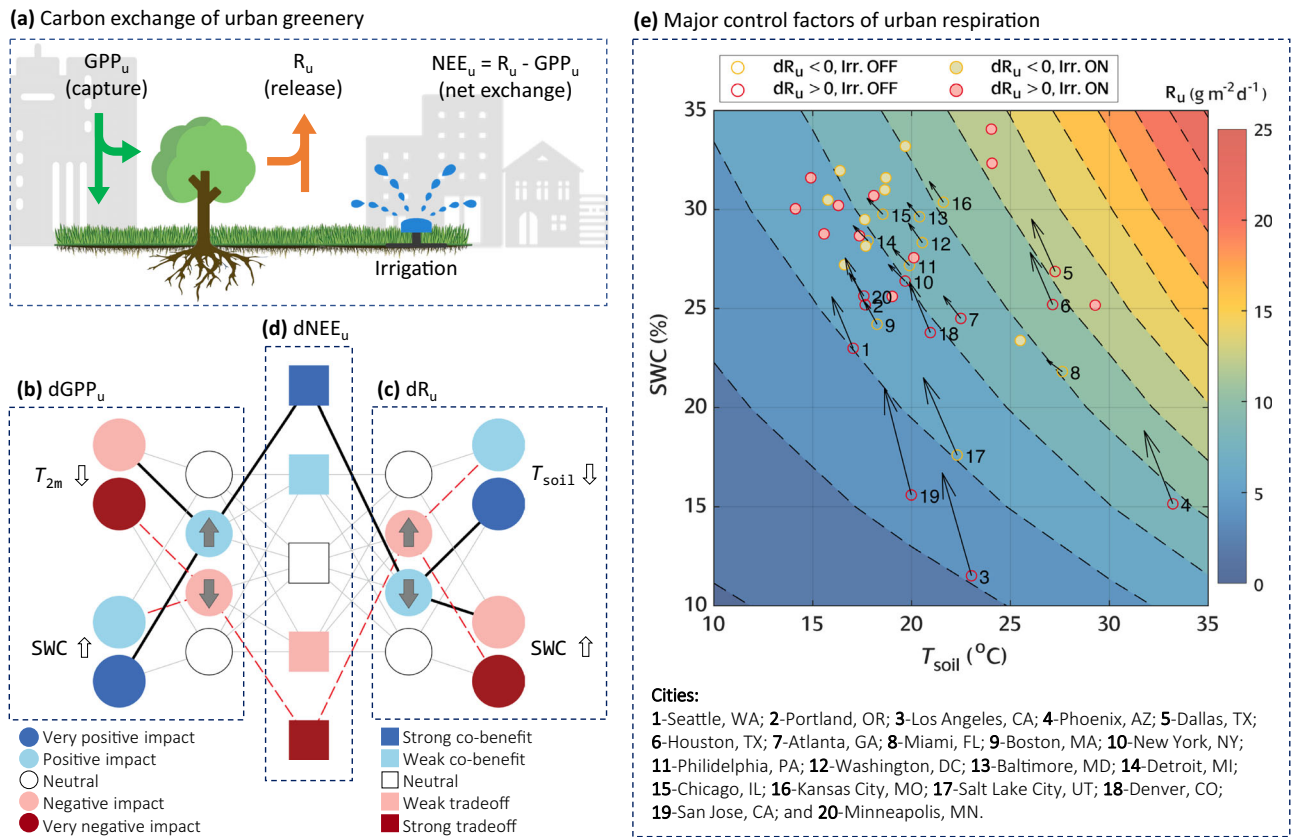 (a) Carbon exchange of urban greenery
GPPu
(capture)
Ru
(release)
NEEu = Ru - GPPu
(net exchange)
Irrigation
(d) dNEEu
(b) dGPPu
(c) dRu
T2m ⇩
SWC ⇧
Tsoil ⇩
SWC ⇧
Very positive impact
Positive impact
Neutral
Negative impact
Very negative impact
Strong co-benefit
Weak co-benefit
Neutral
Weak tradeoff
Strong tradeoff
(e) Major control factors of urban respiration
dRu < 0, Irr. OFF
dRu < 0, Irr. ON
dRu > 0, Irr. OFF
dRu > 0, Irr. ON
Ru (g m-2 d-1)
35
30
25
20
15
10
SWC (%)
16
15
13
14
12
11
5
10
20
2
6
9
7
18
1
8
17
19
4
3
25
20
15
10
5
0
10 15 20 25 30 35
Tsoil (oC)
Cities:
1-Seattle, WA; 2-Portland, OR; 3-Los Angeles, CA; 4-Phoenix, AZ; 5-Dallas, TX;
6-Houston, TX; 7-Atlanta, GA; 8-Miami, FL; 9-Boston, MA; 10-New York, NY;
11-Philidelphia, PA; 12-Washington, DC; 13-Baltimore, MD; 14-Detroit, MI;
15-Chicago, IL; 16-Kansas City, MO; 17-Salt Lake City, UT; 18-Denver, CO;
19-San Jose, CA; and 20-Minneapolis, MN.